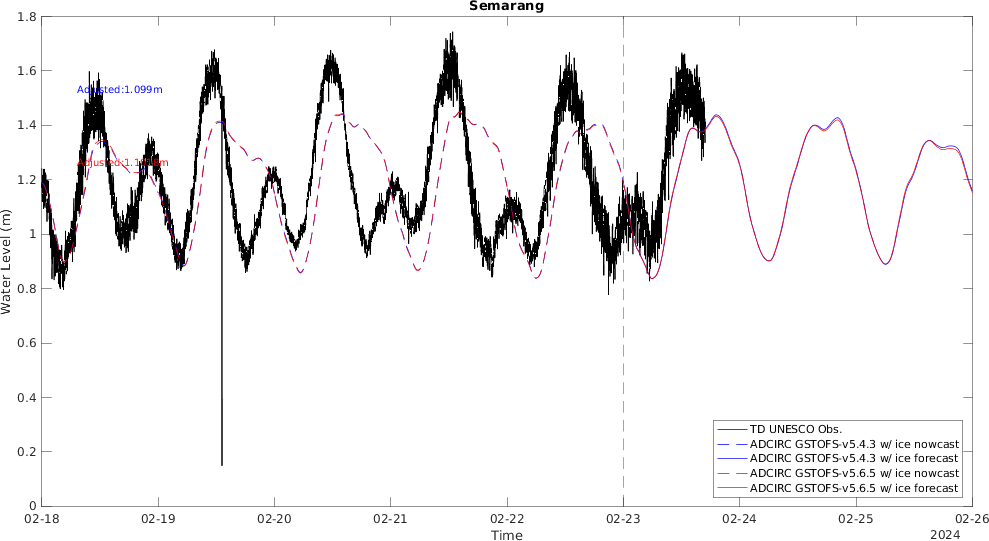 Semarang
Water Level (m)
1.8
1.6
1.4
1.2
1
0.8
0.6
0.4
0.2
0
Adjusted:1.099m
TD UNESCO Obs.
ADCIRC GSTOFS-v5.4.3 w/ ice nowcast
ADCIRC GSTOFS-v5.4.3 w/ ice forecast
ADCIRC GSTOFS-v5.6.5 w/ ice nowcast
ADCIRC GSTOFS-v5.6.5 w/ ice forecast
02-18 02-19 02-20 02-21 02-22 02-23 02-24 02-25 02-26
Time
2024